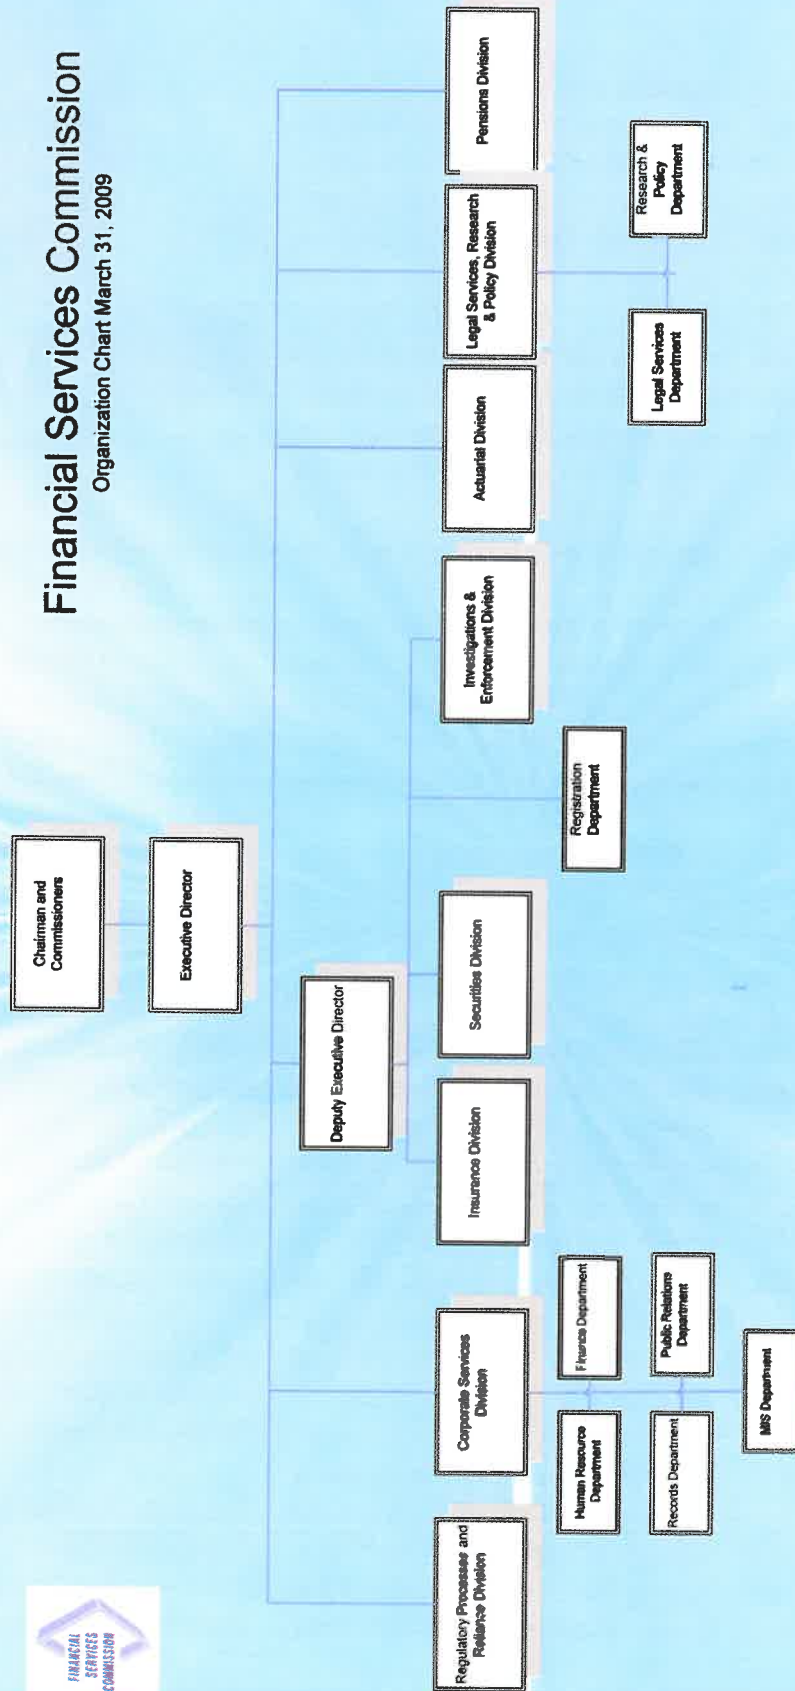 FINANCIAL
SERVICES
COMMISSION
Financial Services Commission
Organization Chart March 31, 2009
Chairman and
Commissioners
Executive Director
Deputy Executive Director
Regulatory Processes and
Reliance Division
Corporate Services
Division
Insurance Division
Securities Division
Investigations &
Enforcement Division
Actuarial Division
Legal Services, Research
& Policy Division
Pensions Division
Human Resource
Department
Finance Department
Registration
Department
Legal Services
Department
Research &
Policy
Department
Records Department
Public Relations
Department
MIS Department